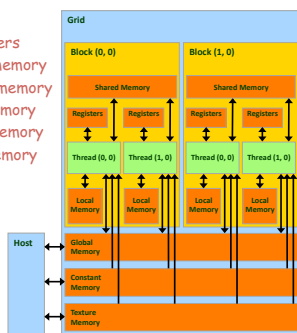 Grid
ers
emory
memory
mory
emory
emory
Block (0, 0)
Block (1, 0)
Shared Memory
Shared Memory
Registers
Registers
Registers
Registers
Thread (0, 0)
Thread (1, 0)
Thread (0, 0)
Thread (1, 0)
Local
Memory
Local
Memory
Local
Memory
Local
Memory
Host
Global
Memory
Constant
Memory
Texture
Memory